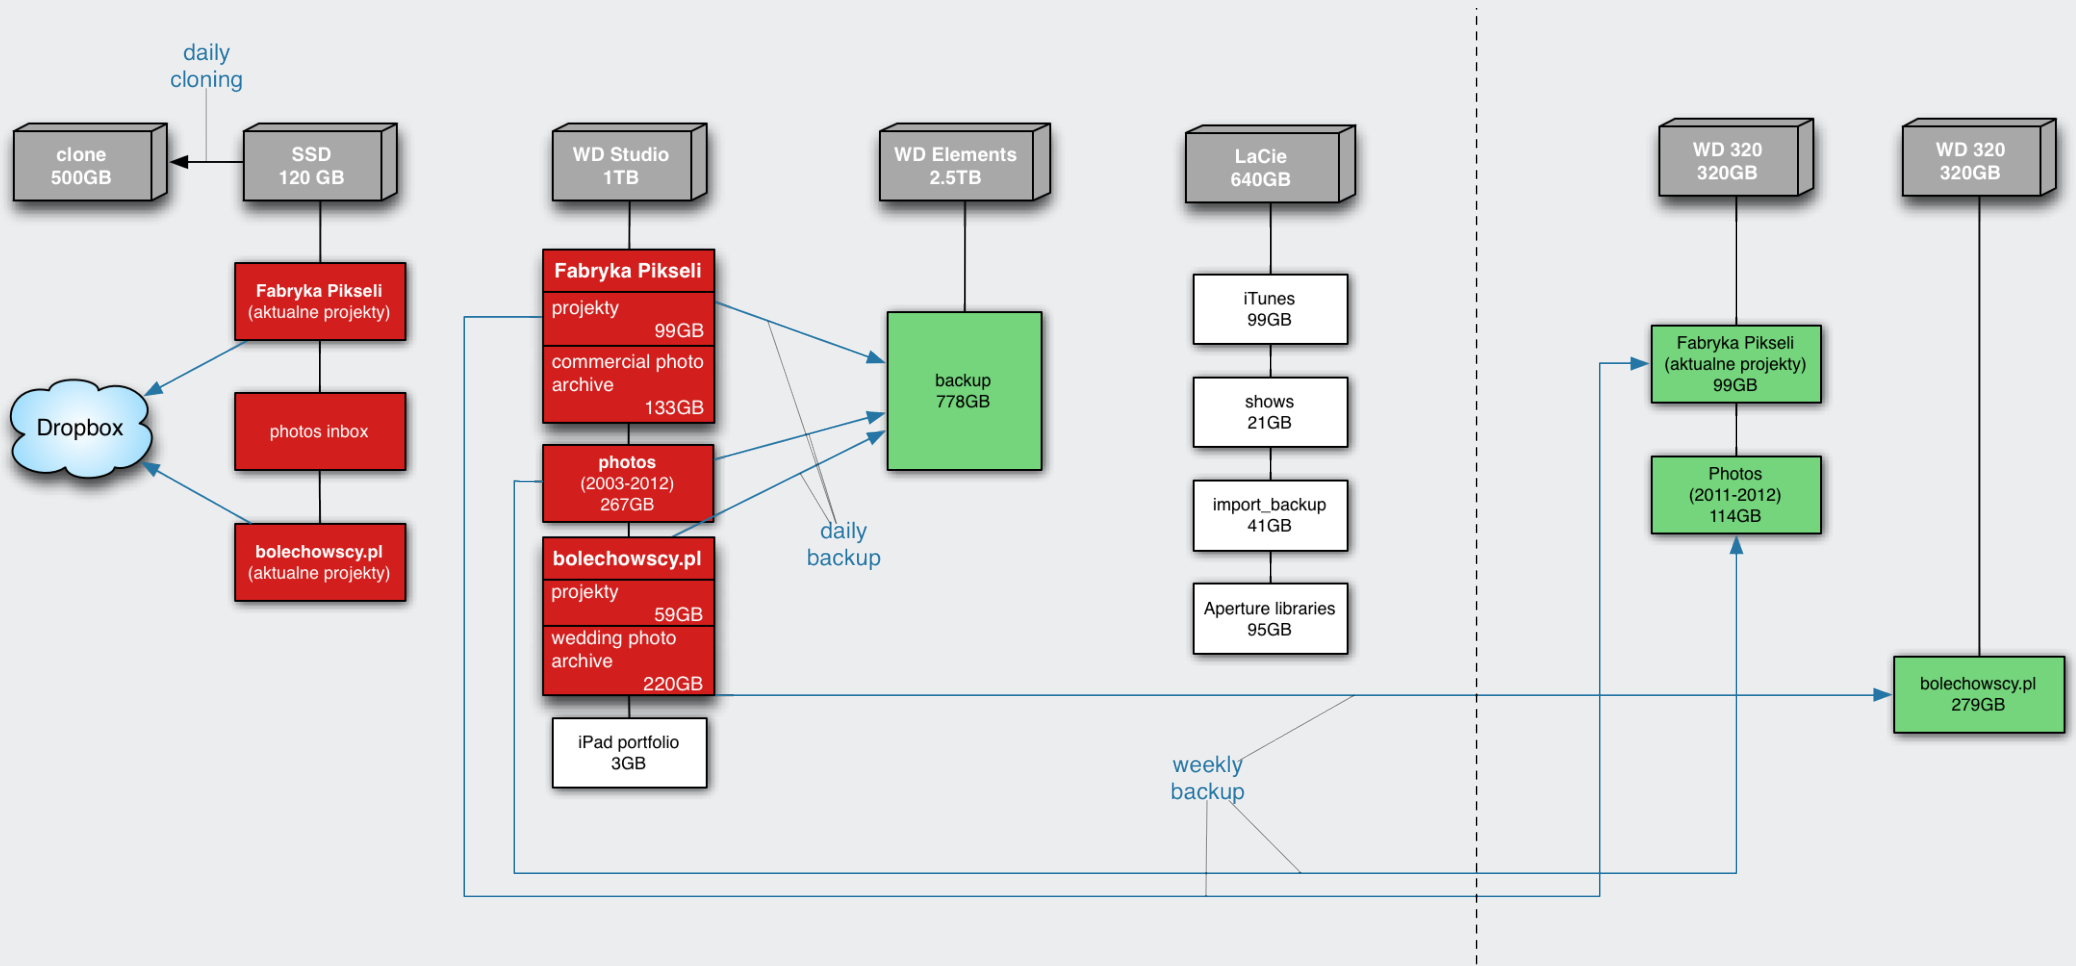 daily
cloning
clone
500GB
SSD
120 GB
WD Studio
1TB
WD Elements
2.5TB
LaCie
640GB
WD 320
320GB
WD 320
320GB
Fabryka Pikseli
(aktualne projekty)
photos inbox
bolechowscy.pl
(aktualne projekty)
Dropbox
Fabryka Pikseli
projekty
99GB
commercial photo
archive
133GB
photos
(2003-2012)
267GB
bolechowscy.pl
projekty
59GB
wedding photo
archive
220GB
iPad portfolio
3GB
backup
778GB
daily
backup
iTunes
99GB
shows
21GB
import_backup
41GB
Aperture libraries
95GB
weekly
backup
Fabryka Pikseli
(aktualne projekty)
99GB
Photos
(2011-2012)
114GB
bolechowscy.pl
279GB